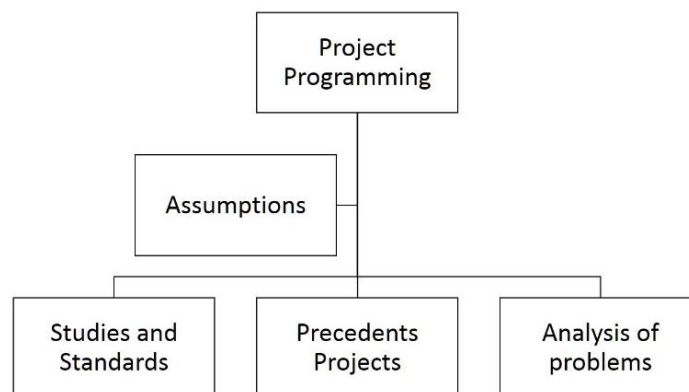 Project
Programming
Assumptions
Studies and
Standards
Precedents
Projects
Analysis of
problems